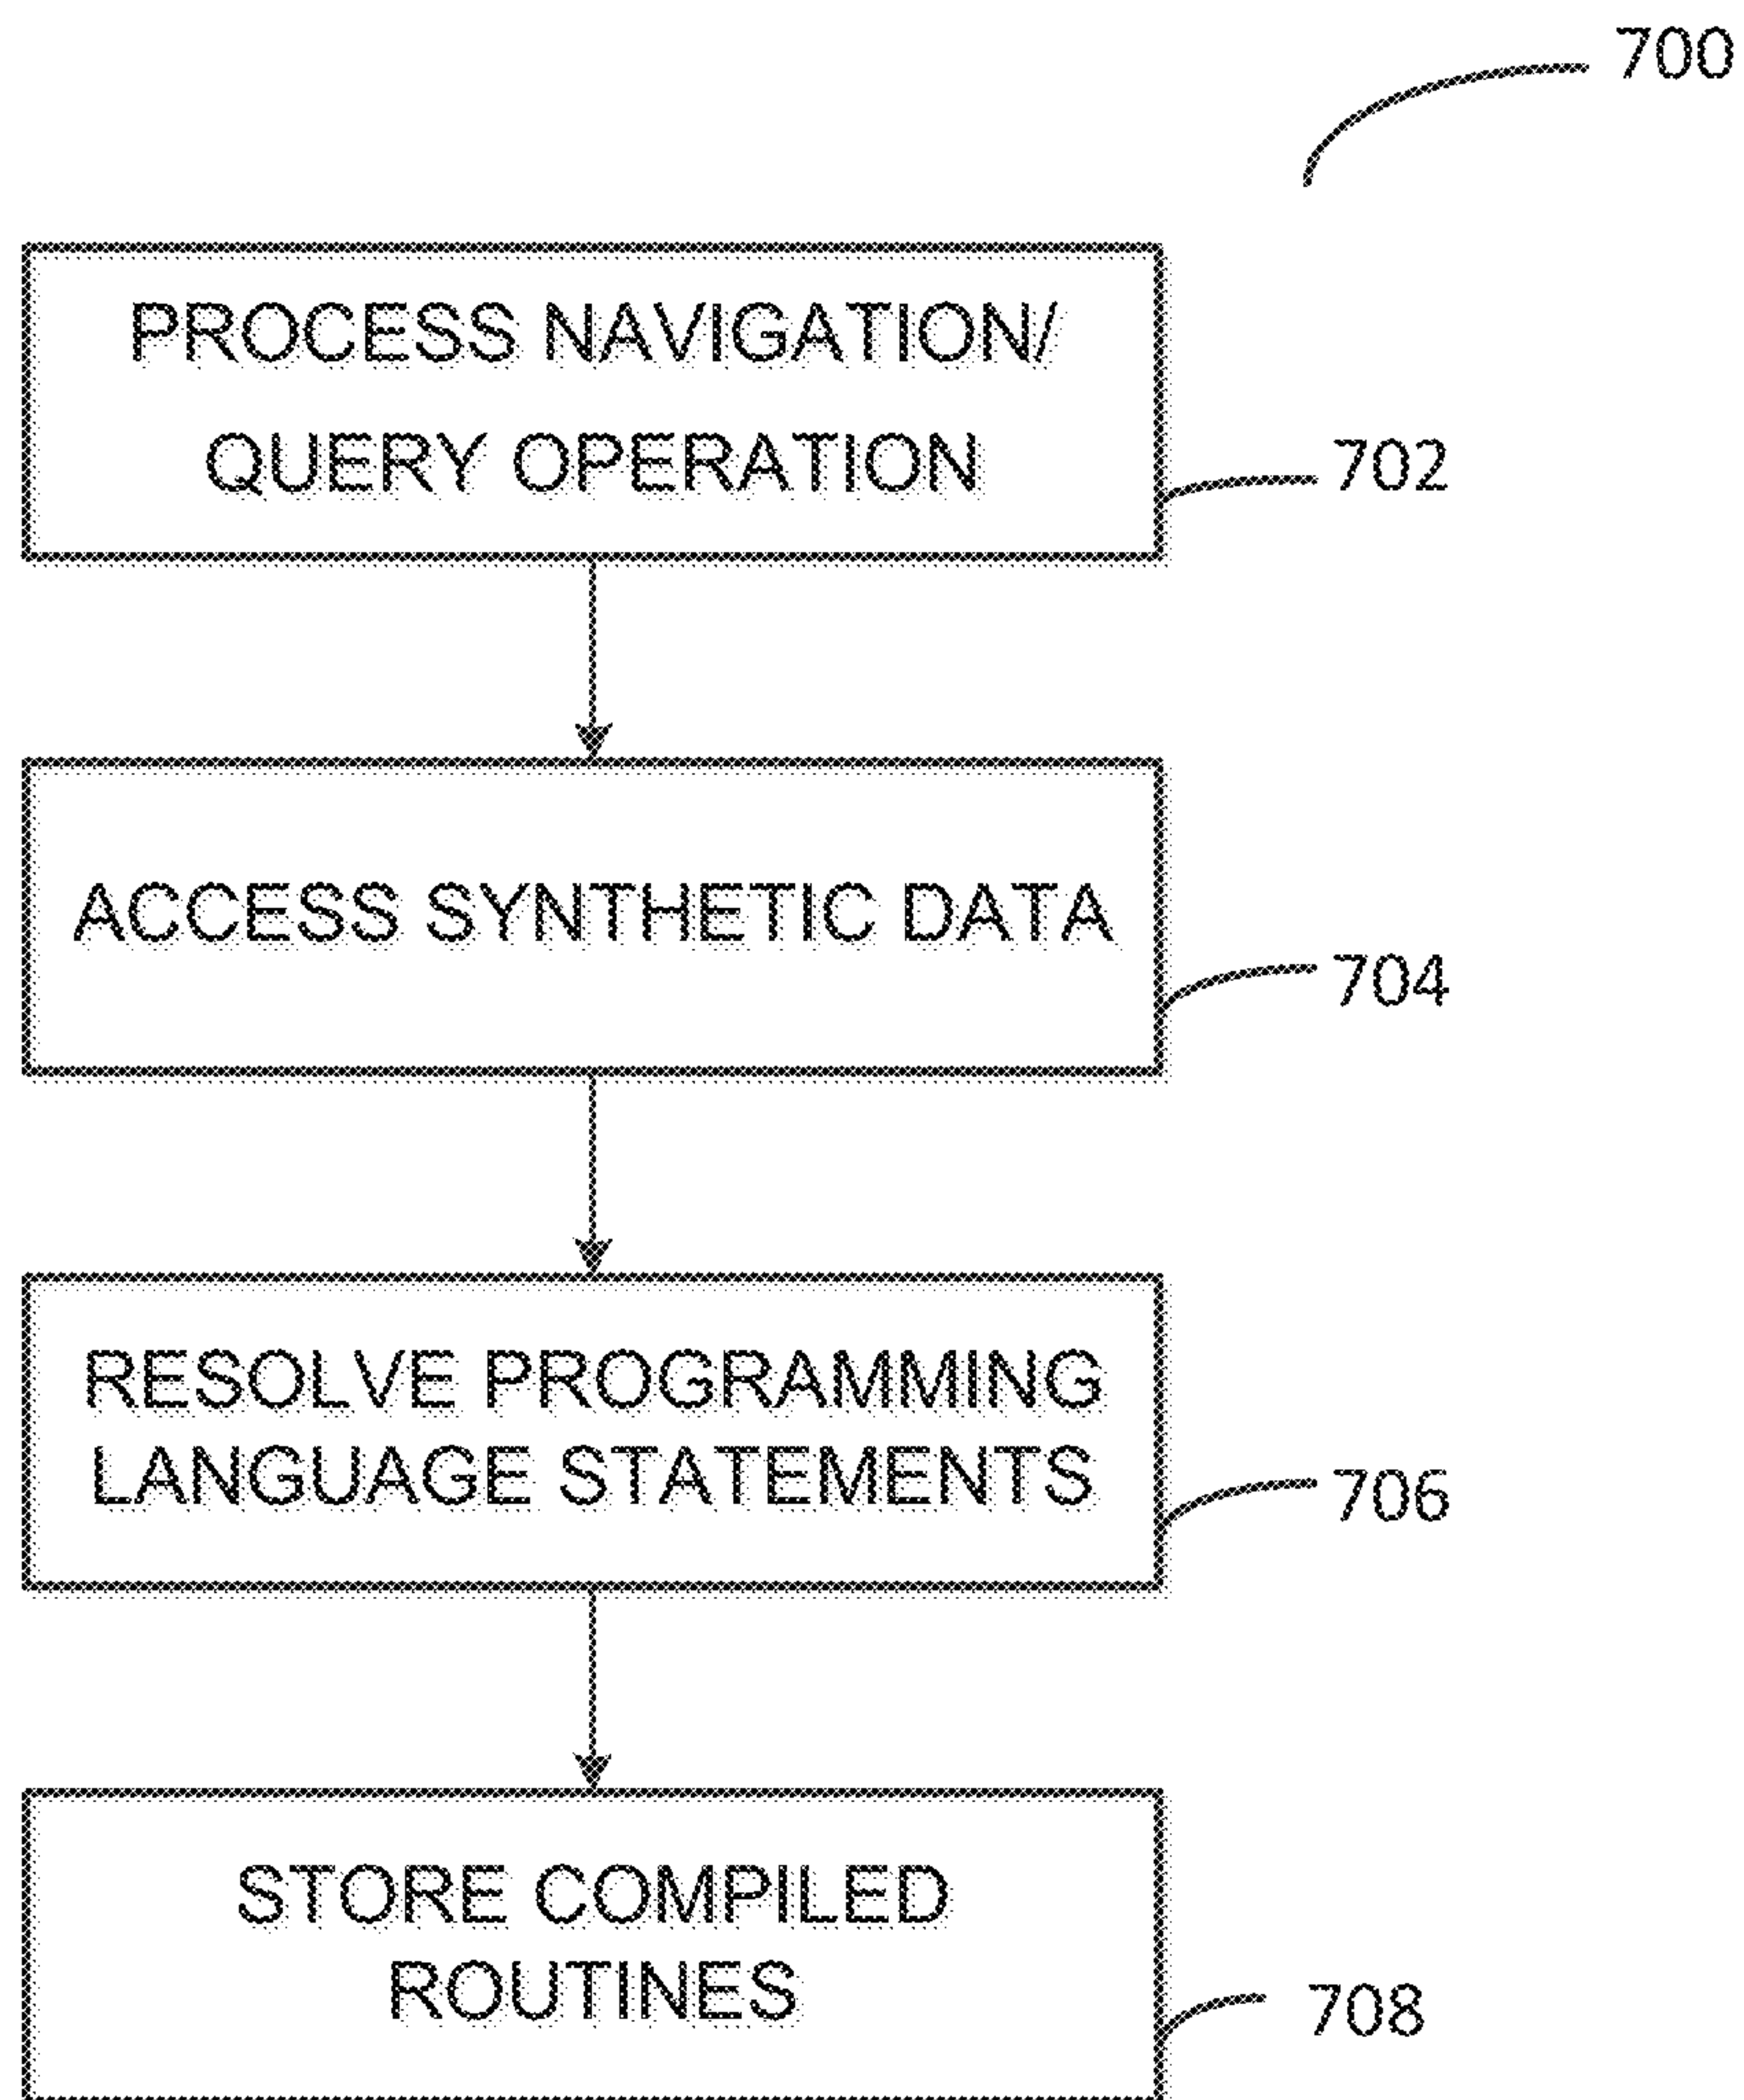 700
PROCESS NAVIGATION/
QUERY OPERATION
702
ACCESS SYNTHETIC DATA
704
RESOLVE PROGRAMMING
LANGUAGE STATEMENTS
706
STORE COMPILED
ROUTINES
708